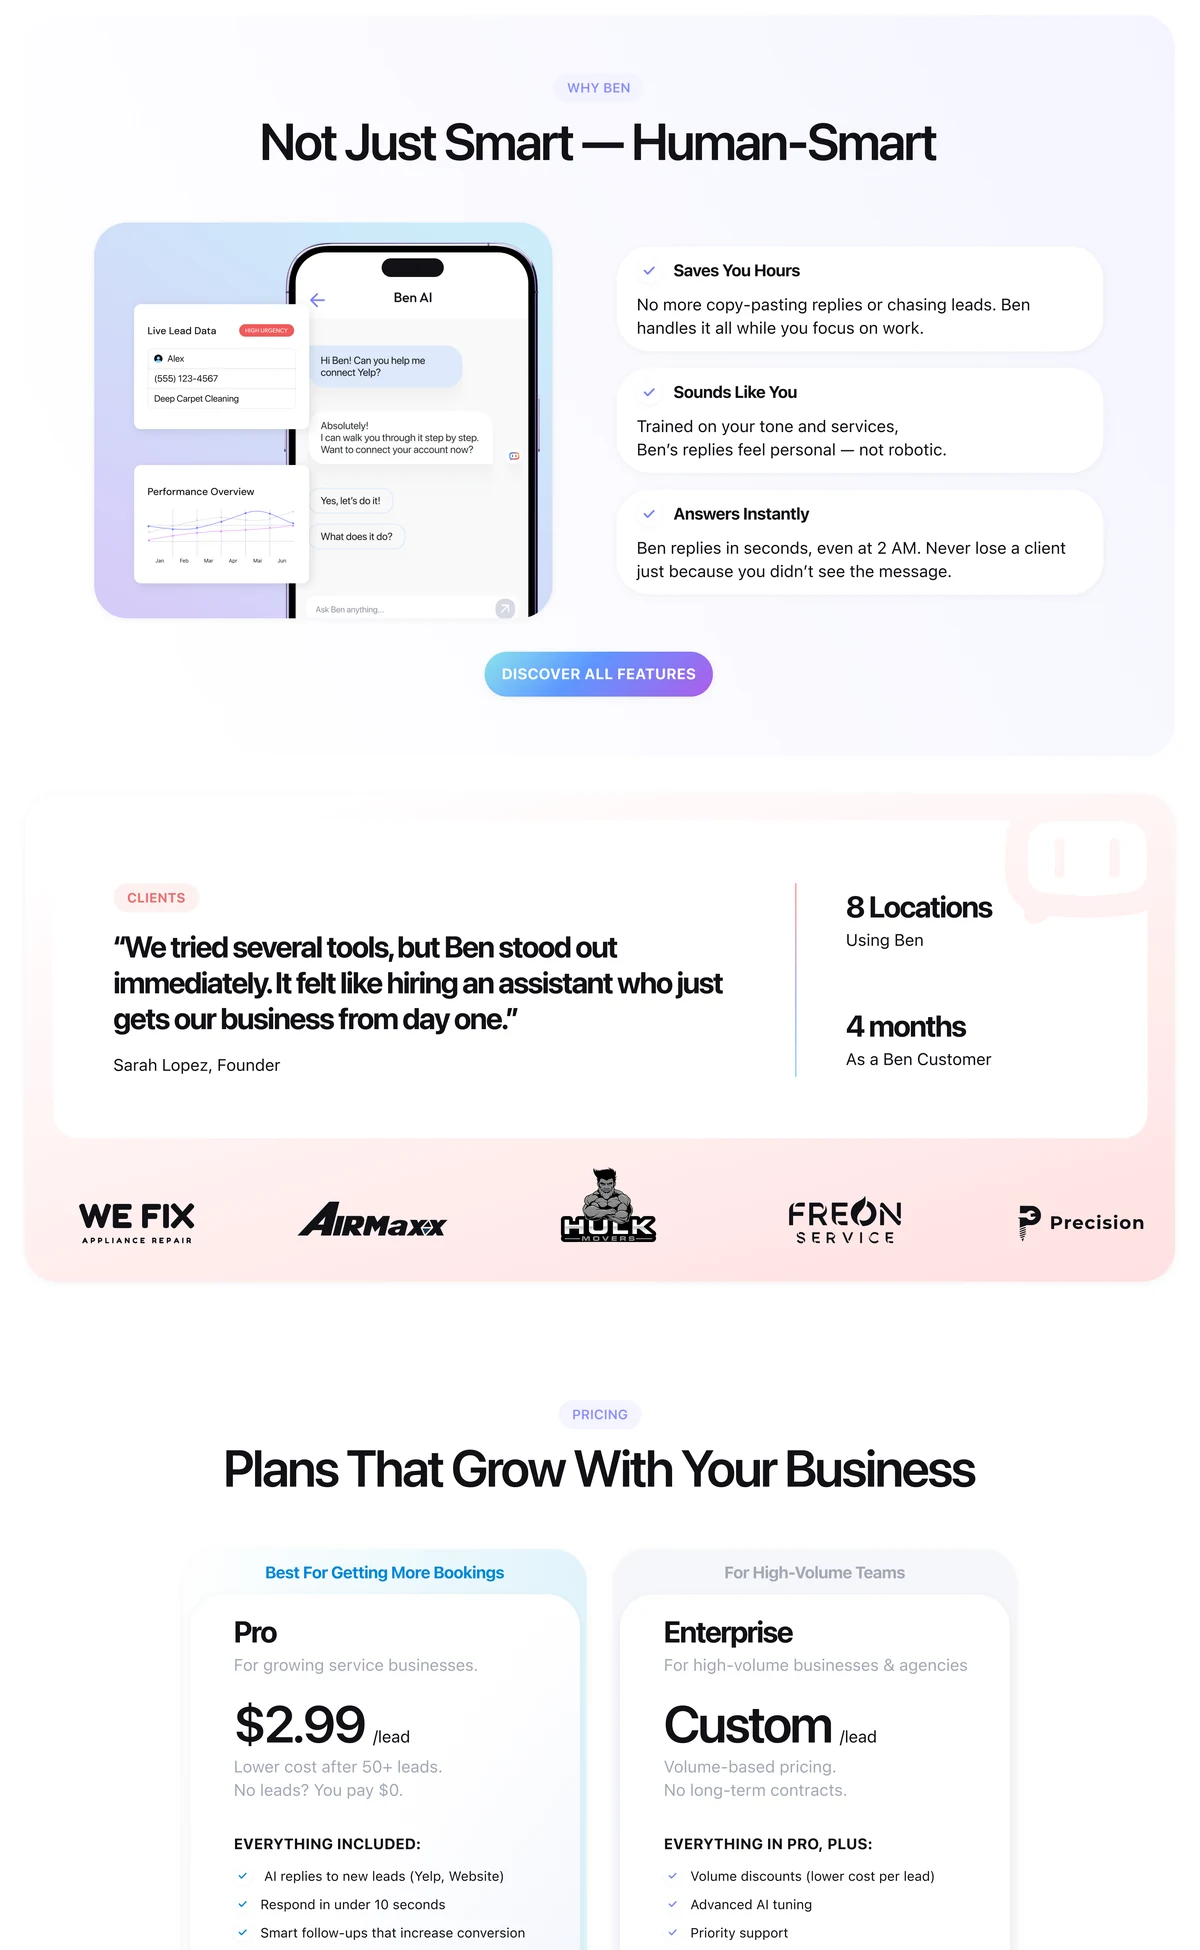 WHY BEN
Not Just Smart — Human-Smart
Ben AI
Live Lead Data
HIGH URGENCY
Alex
(555) 123-4567
Deep Carpet Cleaning
Hi Ben! Can you help me
connect Yelp?
Absolutely!
I can walk you through it step by step.
Want to connect your account now?
Performance Overview
Jan Feb Mar Apr Mai Jun
Yes, let's do it!
What does it do?
Ask Ben anything...
Saves You Hours
No more copy-pasting replies or chasing leads. Ben
handles it all while you focus on work.
Sounds Like You
Trained on your tone and services,
Ben's replies feel personal — not robotic.
Answers Instantly
Ben replies in seconds, even at 2 AM. Never lose a client
just because you didn't see the message.
DISCOVER ALL FEATURES
CLIENTS
“We tried several tools, but Ben stood out
immediately. It felt like hiring an assistant who just
gets our business from day one.”
Sarah Lopez, Founder
8 Locations
Using Ben
4 months
As a Ben Customer
WE FIX
APPLIANCE REPAIR
AIRMaxx
HULK
MOVERS
FREON
SERVICE
Precision
PRICING
Plans That Grow With Your Business
Best For Getting More Bookings
Pro
For growing service businesses.
$2.99 /lead
Lower cost after 50+ leads.
No leads? You pay $0.
EVERYTHING INCLUDED:
AI replies to new leads (Yelp, Website)
Respond in under 10 seconds
Smart follow-ups that increase conversion
For High-Volume Teams
Enterprise
For high-volume businesses & agencies
Custom /lead
Volume-based pricing.
No long-term contracts.
EVERYTHING IN PRO, PLUS:
Volume discounts (lower cost per lead)
Advanced AI tuning
Priority support